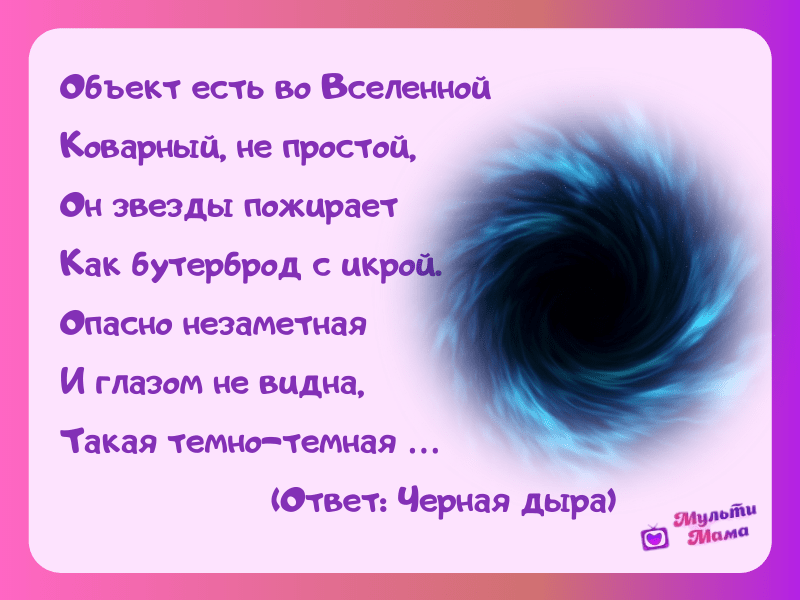 Объект есть во Вселенной
Коварный, не простой,
Он звезды пожирает
Как бутерброд с икрой.
Опасно незаметная
И глазом не видна,
Такая темно-темная ...
(Ответ: Черная дыра)
Мульти
Мама